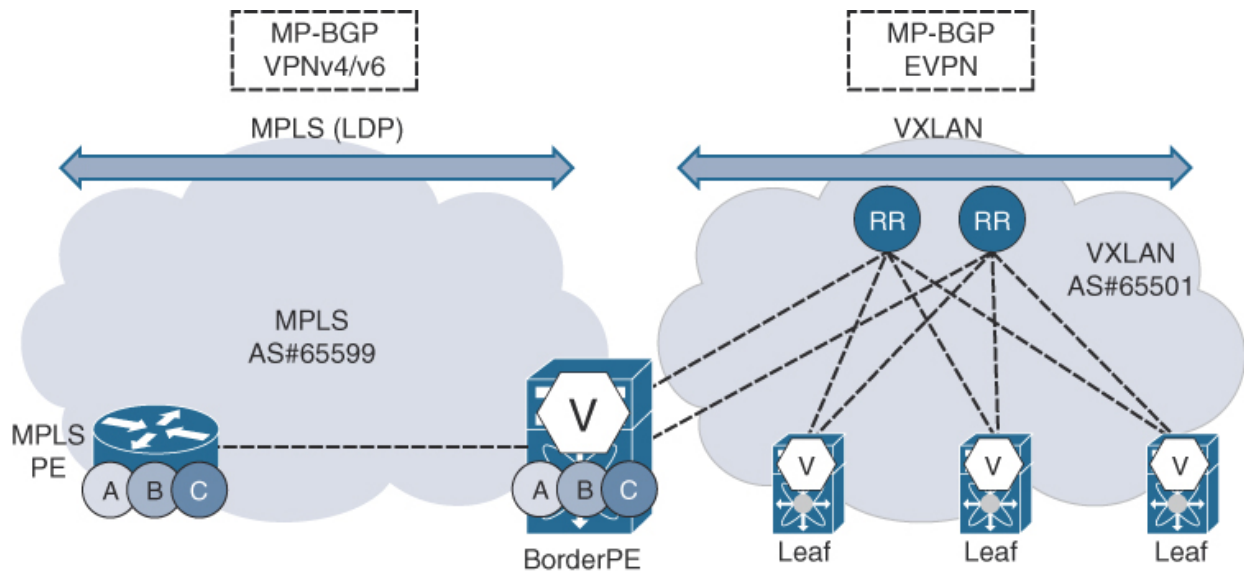 MP-BGP
VPNv4/v6
MP-BGP
EVPN
MPLS (LDP)
VXLAN
RR
RR
VXLAN
AS#65501
MPLS
AS#65599
MPLS
PE
A
B
C
V
A
B
C
BorderPE
V
V
V
Leaf
Leaf
Leaf